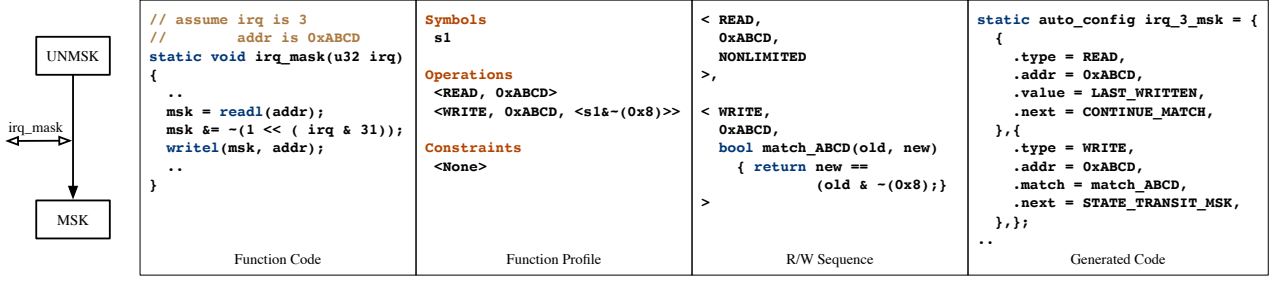 UNMSK
irq_mask
MSK
// assume irq is 3
//       addr is 0xABCD
static void irq_mask(u32 irq)
{
..
msk = readl(addr);
msk &= ~(1 << ( irq & 31));
writel(msk, addr);
..
}
Function Code
Symbols
s1
Operations
<READ, 0xABCD>
<WRITE, 0xABCD, <s1&~(0x8)>>
Constraints
<None>
Function Profile
< READ,
0xABCD,
NONLIMITED
>,
< WRITE,
0xABCD,
bool match_ABCD(old, new)
{ return new ==
(old & ~(0x8);}
>
R/W Sequence
static auto_config irq_3_msk = {
{
.type = READ,
.addr = 0xABCD,
.value = LAST_WRITTEN,
.next = CONTINUE_MATCH,
},{
.type = WRITE,
.addr = 0xABCD,
.match = match_ABCD,
.next = STATE_TRANSIT_MSK,
},};
..
Generated Code